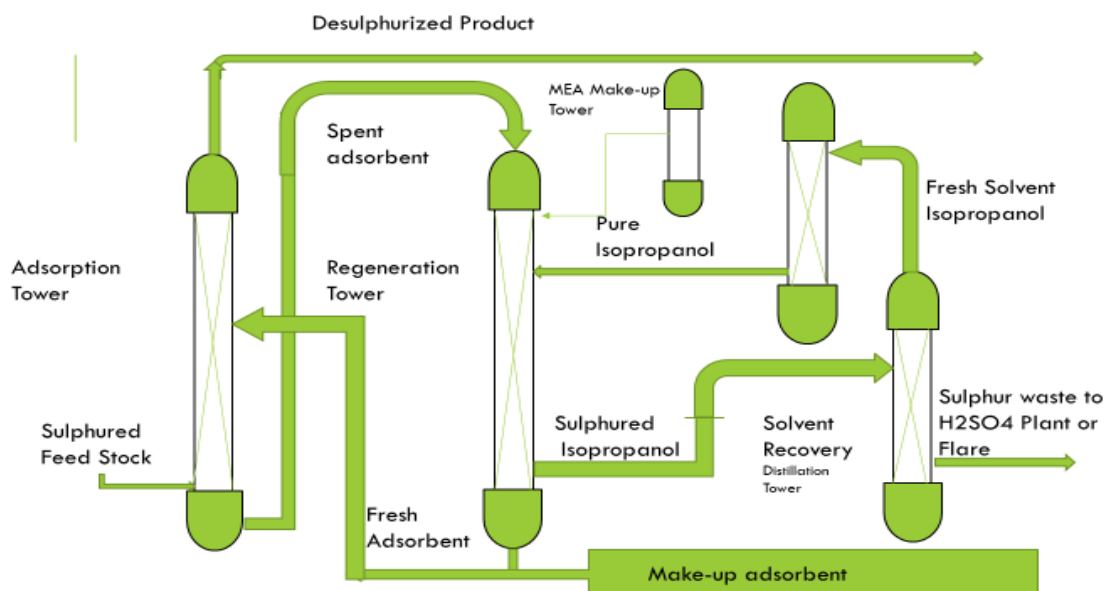 Desulphurized Product
MEA Make-up
Tower
Spent
adsorbent
Fresh Solvent
Isopropanol
Pure
Isopropanol
Adsorption
Tower
Regeneration
Tower
Sulphured
Feed Stock
Sulphured
Isopropanol
Solvent
Recovery
Distillation
Tower
Sulphur waste to
H2SO4 Plant or
Flare
Fresh
Adsorbent
Make-up adsorbent